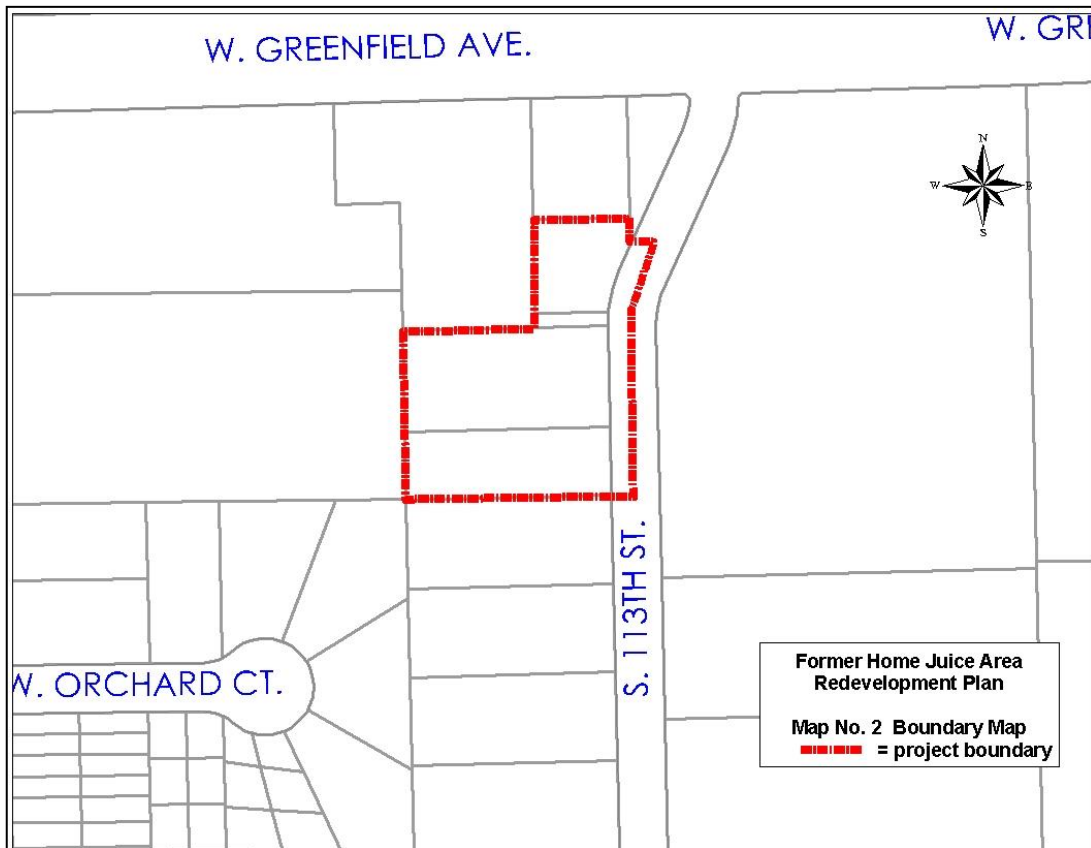 W. GREENFIELD AVE.
W. GRE
N
W
E
S
S. 113TH ST.
W. ORCHARD CT.
Former Home Juice Area
Redevelopment Plan
Map No. 2 Boundary Map
= project boundary